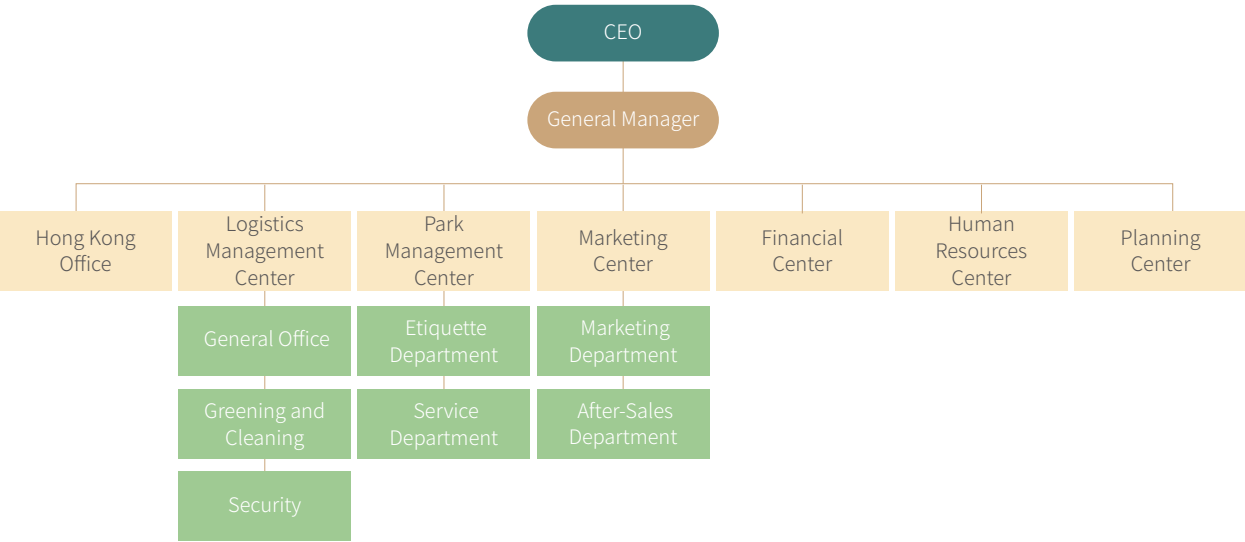 CEO
General Manager
Hong Kong
Office
Logistics
Management
Center
Park
Management
Center
Marketing
Center
Financial
Center
Human
Resources
Center
Planning
Center
General Office
Etiquette
Department
Marketing
Department
Greening and
Cleaning
Service
Department
After-Sales
Department
Security